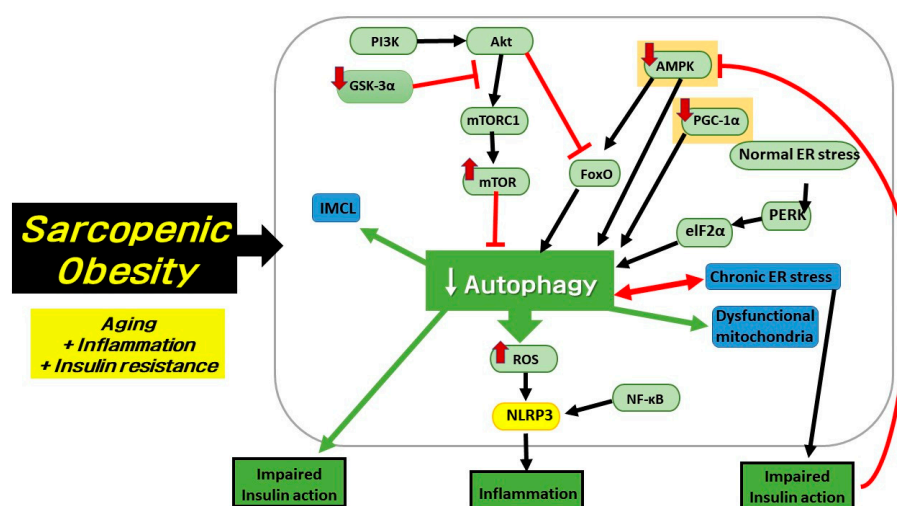 PI3K
Akt
GSK-3α
mTORC1
mTOR
AMPK
PGC-1α
FoxO
Normal ER stress
PERK
eIF2α
IMCL
Sarcopenic
Obesity
Aging
+ Inflammation
+ Insulin resistance
↓ Autophagy
Chronic ER stress
Dysfunctional
mitochondria
ROS
NLRP3
NF-κB
Impaired
Insulin action
Inflammation
Impaired
Insulin action